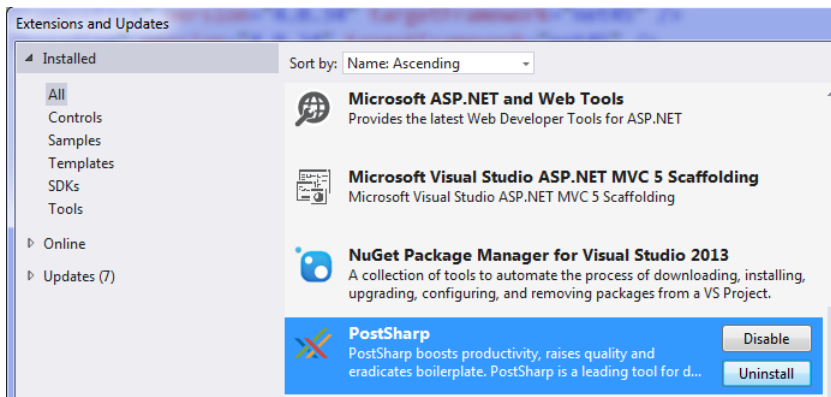 Extensions and Updates
Installed
All
Controls
Samples
Templates
SDKs
Tools
Online
Updates (7)
Sort by: Name: Ascending
Microsoft ASP.NET and Web Tools
Provides the latest Web Developer Tools for ASP.NET
Microsoft Visual Studio ASP.NET MVC 5 Scaffolding
Microsoft Visual Studio ASP.NET MVC 5 Scaffolding
NuGet Package Manager for Visual Studio 2013
A collection of tools to automate the process of downloading, installing,
upgrading, configuring, and removing packages from a VS Project.
PostSharp
PostSharp boosts productivity, raises quality and
eradicates boilerplate. PostSharp is a leading tool for d...
Disable
Uninstall